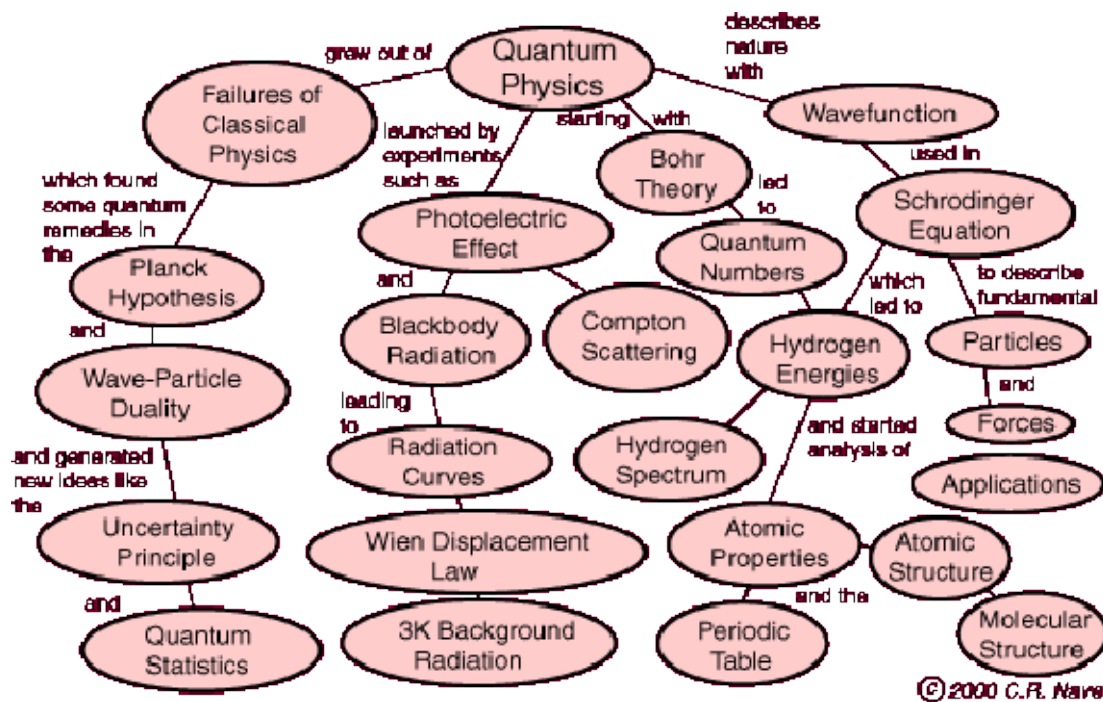 Quantum
Physics
grew out of
describes
nature
with
Failures of
Classical
Physics
launched by
experiments
such as
starting with
Wavefunction
used in
Bohr
Theory
led
to
Schrodinger
Equation
which found
some quantum
remedies in
the
Photoelectric
Effect
Quantum
Numbers
Planck
Hypothesis
and
which
led to
to describe
fundamental
and
Blackbody
Radiation
Compton
Scattering
Hydrogen
Energies
Particles
Wave-Particle
Duality
and
leading
to
Forces
and started
analysis of
Radiation
Curves
Hydrogen
Spectrum
and generated
new ideas like
the
Applications
Uncertainty
Principle
Wien Displacement
Law
Atomic
Properties
Atomic
Structure
and
and the
Quantum
Statistics
3K Background
Radiation
Periodic
Table
Molecular
Structure
© 2000 C.R. Nave